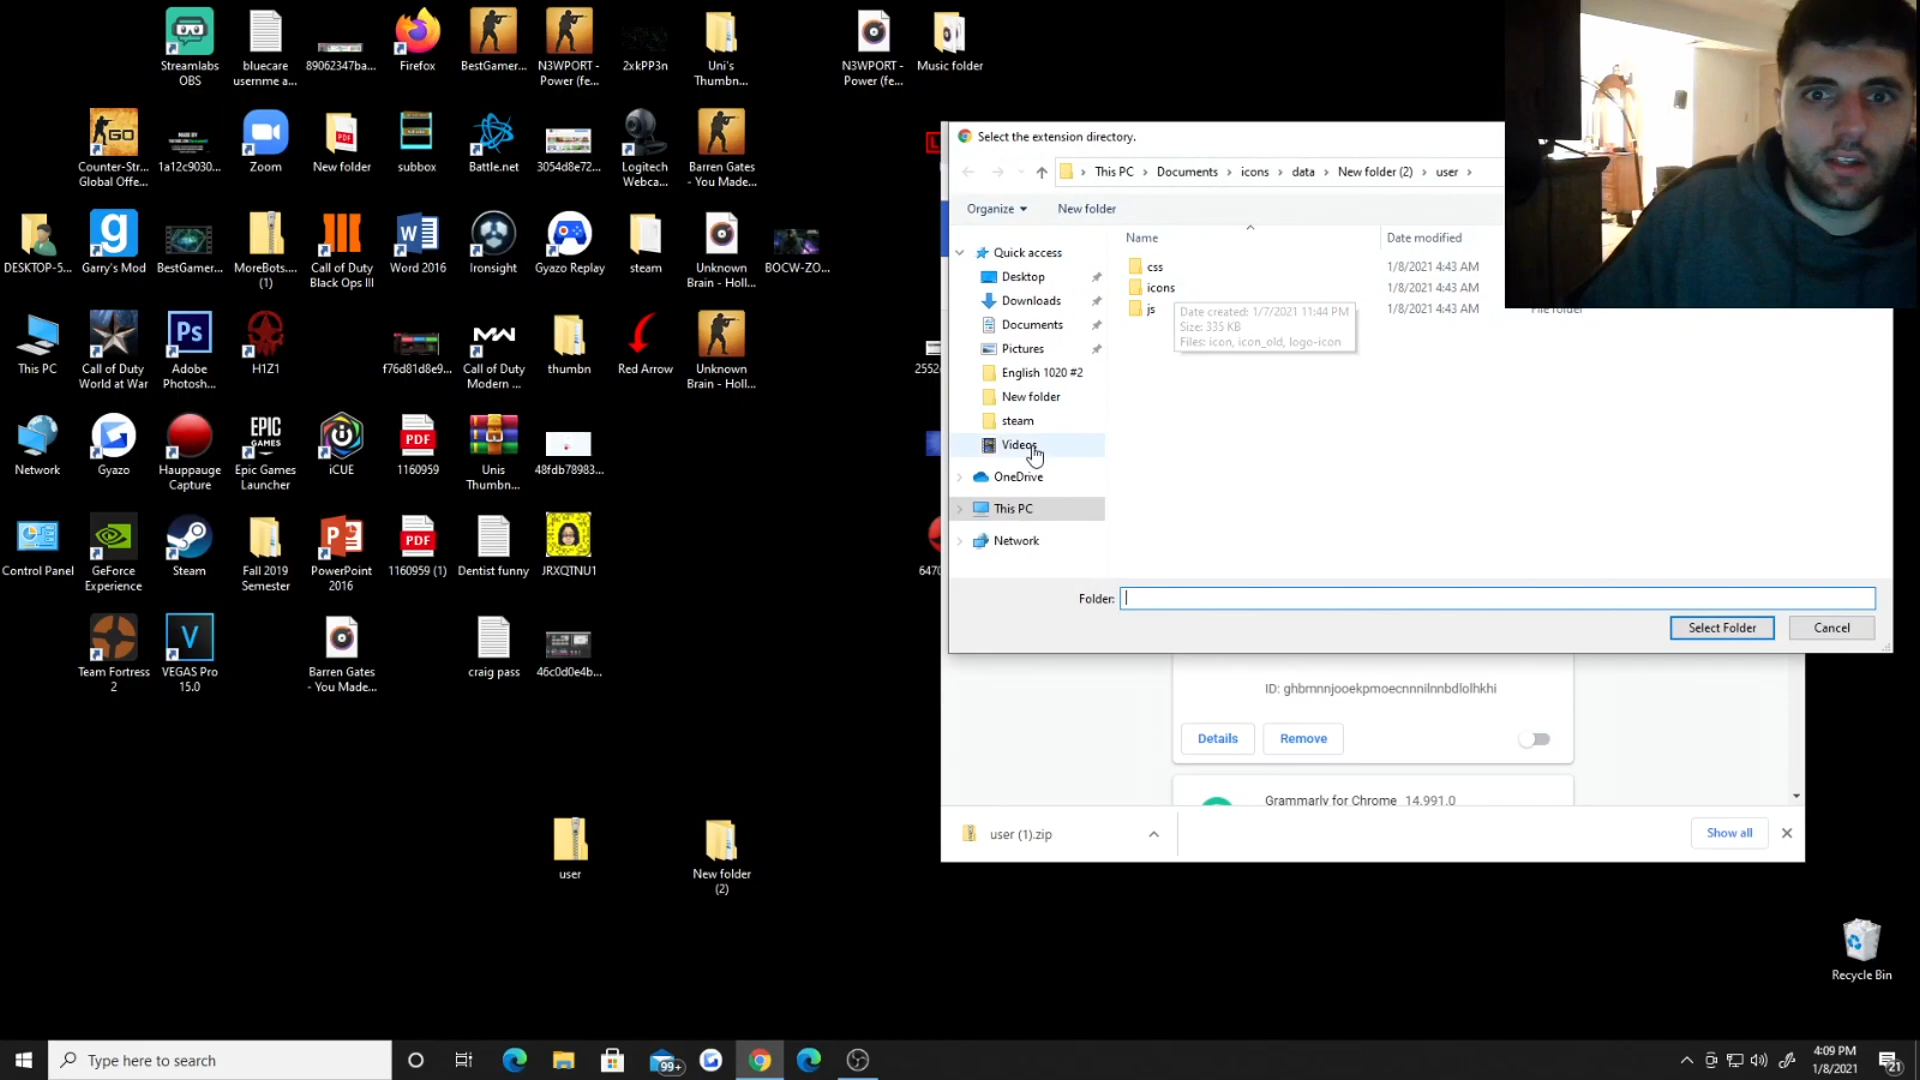 Streamlabs OBS
bluecare usernme a...
89062347ba...
Firefox
BestGamer...
N3WPORT - Power (fe...
2xkPP3n
Uni's Thumbn...
N3WPORT - Power (fe...
Music folder
Counter-Str... Global Offe...
1a12c9030...
Zoom
New folder
subbox
Battle.net
3054d8e72...
Logitech Webca...
Barren Gates - You Made...
DESKTOP-5...
Garry's Mod
BestGamer...
MoreBots.... (1)
Call of Duty Black Ops III
Word 2016
Ironsight
Gyazo Replay
steam
Unknown Brain - Holl...
BOCW-ZO...
This PC
Call of Duty World at War
Adobe Photosh...
H1Z1
f76d81d8e9...
Call of Duty Modern ...
thumbn
Red Arrow
Unknown Brain - Holl...
2552
Network
Gyazo
Hauppauge Capture
Epic Games Launcher
iCUE
1160959
Unis Thumbn...
48fdb78983...
Control Panel
GeForce Experience
Steam
Fall 2019 Semester
PowerPoint 2016
1160959 (1)
Dentist funny
JRXQTNU1
6470
Team Fortress 2
VEGAS Pro 15.0
Barren Gates - You Made...
craig pass
46c0d0e4b...
user
New folder (2)
Recycle Bin
Select the extension directory.
This PC > Documents > icons > data > New folder (2) > user >
Organize New folder
Name Date modified
Quick access
Desktop
Downloads
Documents
Pictures
English 1020 #2
New folder
steam
Videos
OneDrive
This PC
Network
css 1/8/2021 4:43 AM
icons 1/8/2021 4:43 AM
js 1/8/2021 4:43 AM File folder
Date created: 1/7/2021 11:44 PM
Size: 335 KB
Files: icon, icon_old, logo-icon
Folder:
Select Folder Cancel
ID: ghbmnnjooekpmoecnnnilnnbdlolhkhi
Details Remove
Grammarly for Chrome 14.991.0
user (1).zip
Show all
Type here to search
99+
4:09 PM
1/8/2021
21